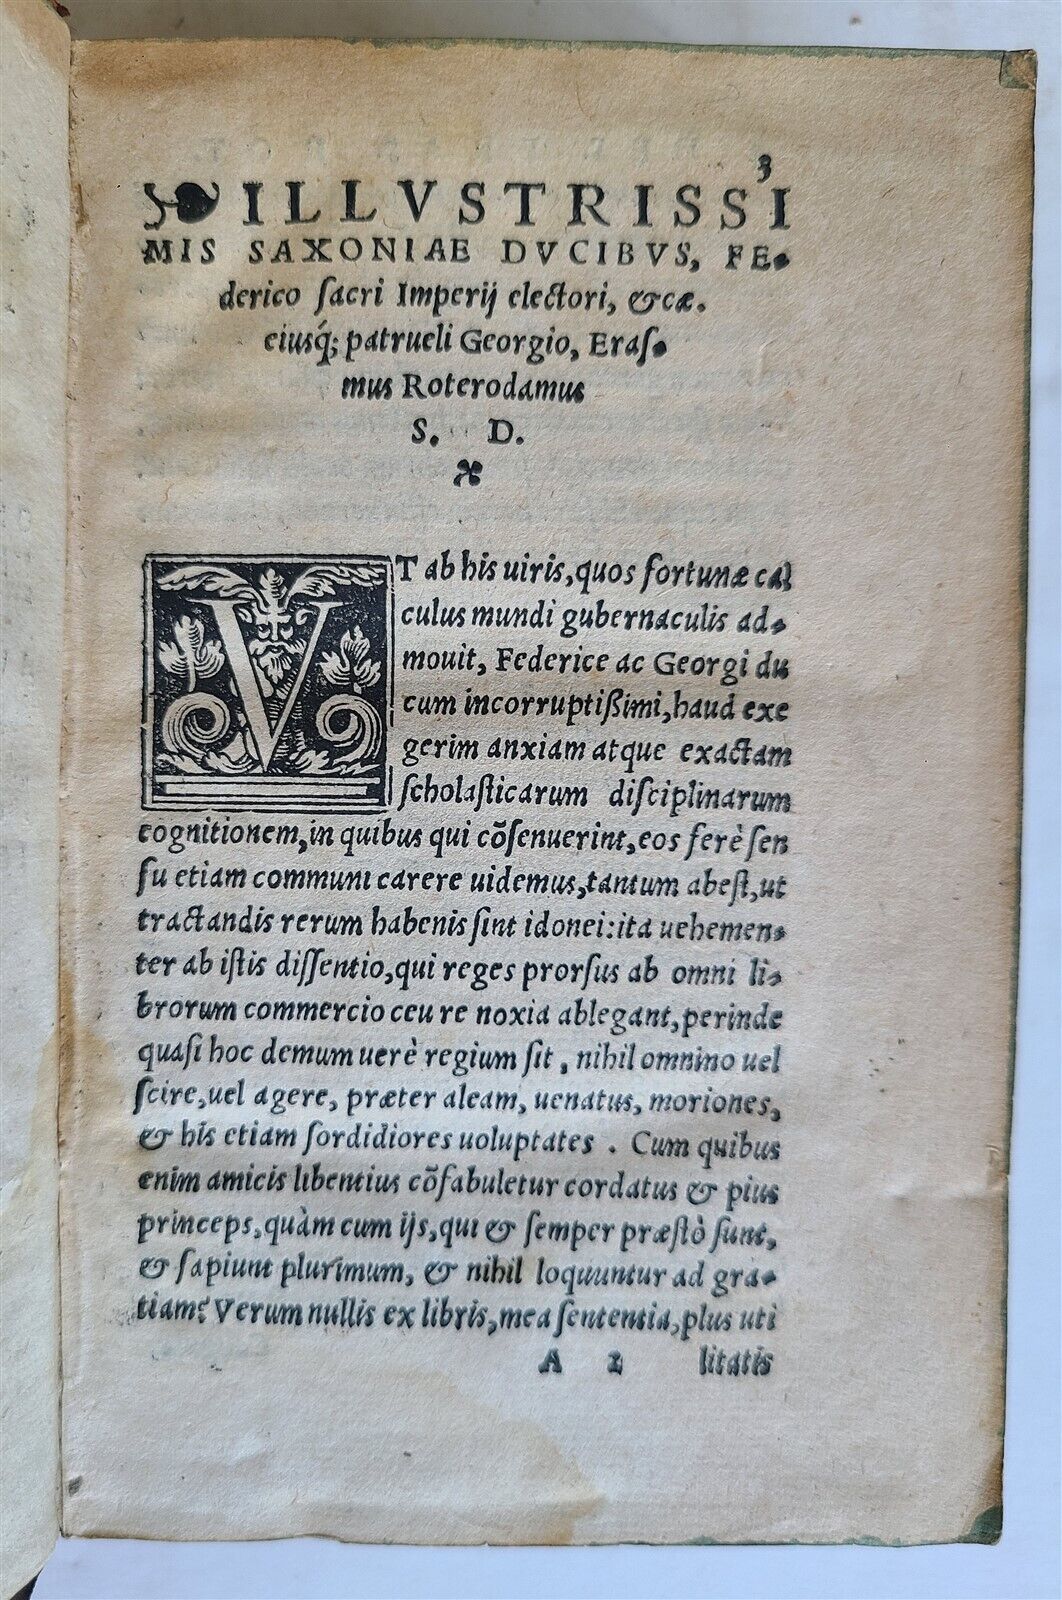 3
ILLVSTRISSI
MIS SAXONIAE DVCIBVS, FE-
derico sacri Imperij electori, &cæ.
eiusq́; patrueli Georgio, Eras-
mus Roterodamus
S. D.
VT ab his uiris, quos fortunæ cal
culus mundi gubernaculis ad-
mouit, Federice ac Georgi du
cum incorruptißimi, haud exe
gerim anxiam atque exactam
scholasticarum disciplinarum
cognitionem, in quibus qui cõsenuerint, eos ferè sen
su etiam communi carere uidemus, tantum abest, ut
tractandis rerum habenis sint idonei: ita uehemen-
ter ab istis dissentio, qui reges prorsus ab omni li-
brorum commercio ceu re noxia ablegant, perinde
quasi hoc demum uerè regium sit, nihil omnino uel
scire, uel agere, præter aleam, uenatus, moriones,
& his etiam sordidiores uoluptates. Cum quibus
enim amicis libentius cõfabuletur cordatus & pius
princeps, quàm cum ijs, qui & semper præstò sunt,
& sapiunt plurimum, & nihil loquuntur ad gra-
tiam? Verum nullis ex libris, mea sententia, plus uti
A 2 litatis